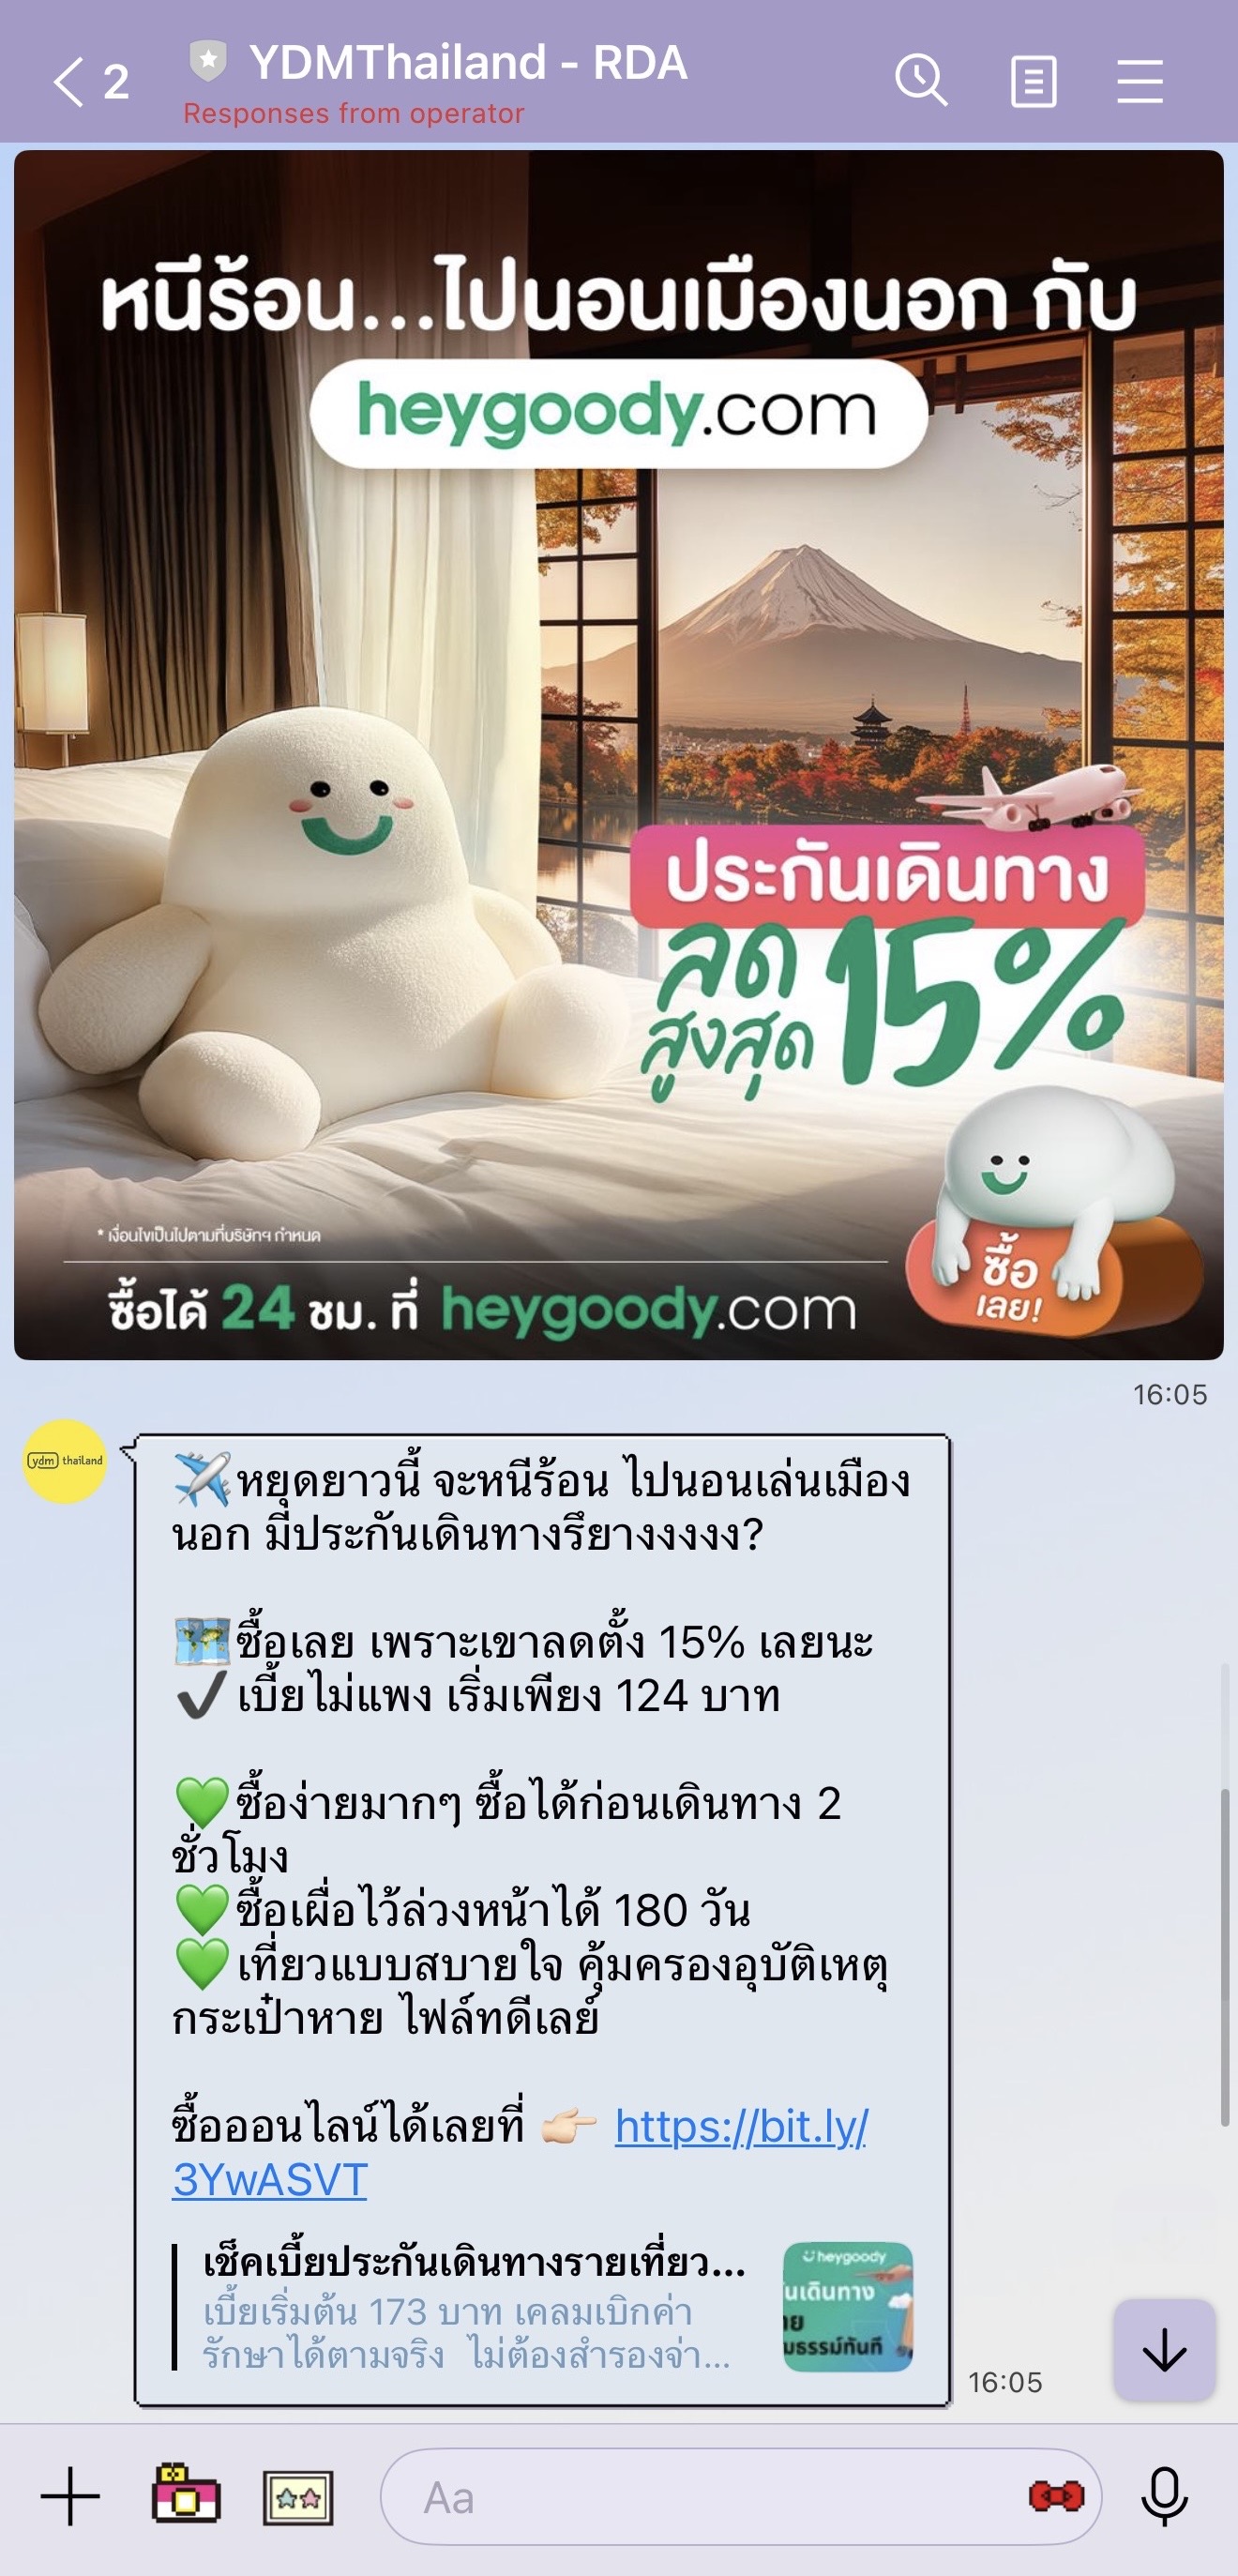 2
YDMThailand - RDA
Responses from operator
หนีร้อน...ไปนอนเมืองนอก กับ
heygoody.com
ประกันเดินทาง
ลด
สูงสุด 15%
* เงื่อนไขเป็นไปตามที่บริษัทฯ กำหนด
ซื้อได้ 24 ชม. ที่ heygoody.com
ซื้อ
เลย!
16:05
ydm thailand
✈️หยุดยาวนี้ จะหนีร้อน ไปนอนเล่นเมือง
นอก มีประกันเดินทางรึยางงงงง?
🗺️ซื้อเลย เพราะเขาลดตั้ง 15% เลยนะ
✔️เบี้ยไม่แพง เริ่มเพียง 124 บาท
💚ซื้อง่ายมากๆ ซื้อได้ก่อนเดินทาง 2
ชั่วโมง
💚ซื้อเผื่อไว้ล่วงหน้าได้ 180 วัน
💚เที่ยวแบบสบายใจ คุ้มครองอุบัติเหตุ
กระเป๋าหาย ไฟล์ทดีเลย์
ซื้อออนไลน์ได้เลยที่ 👉🏻 https://bit.ly/
3YwASVT
เช็คเบี้ยประกันเดินทางรายเที่ยว...
เบี้ยเริ่มต้น 173 บาท เคลมเบิกค่า
รักษาได้ตามจริง ไม่ต้องสำรองจ่า...
heygoody
นเดินทาง
ย
มธรรม์ทันที
16:05
Aa